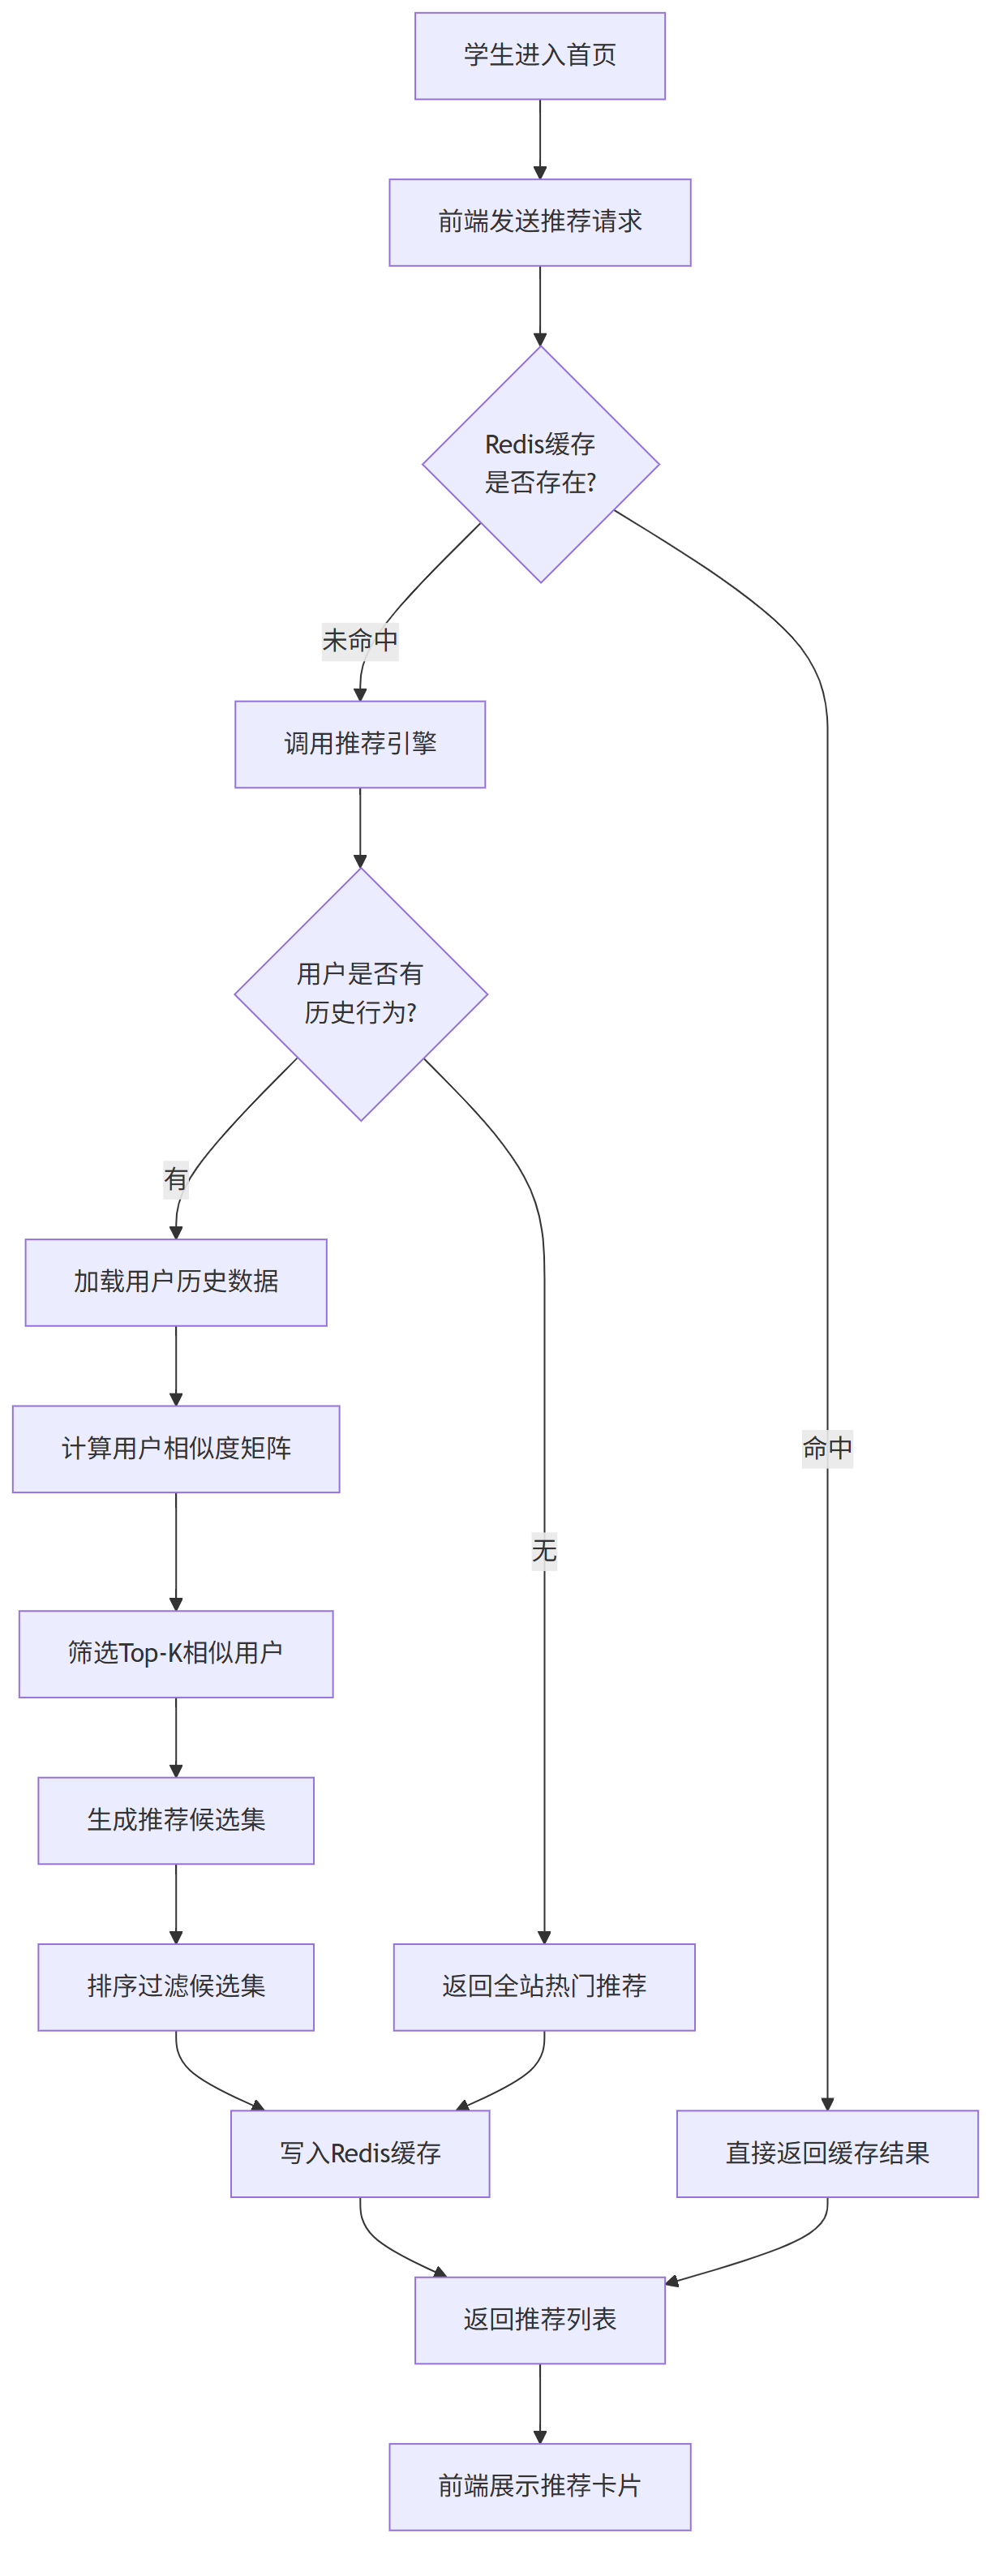 学生进入首页
前端发送推荐请求
Redis缓存
是否存在?
未命中
调用推荐引擎
用户是否有
历史行为?
有
加载用户历史数据
计算用户相似度矩阵
命中
无
筛选Top-K相似用户
生成推荐候选集
排序过滤候选集
返回全站热门推荐
写入Redis缓存
直接返回缓存结果
返回推荐列表
前端展示推荐卡片